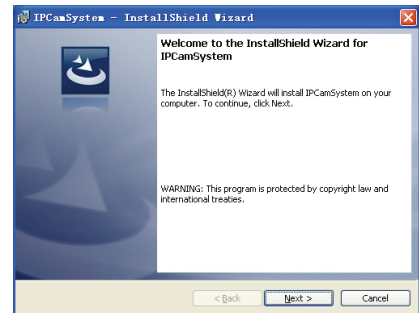 IPCamSystem - InstallShield Wizard
Welcome to the InstallShield Wizard for
IPCamSystem
The InstallShield(R) Wizard will install IPCamSystem on your
computer. To continue, click Next.
WARNING: This program is protected by copyright law and
international treaties.
< Back
Next >
Cancel